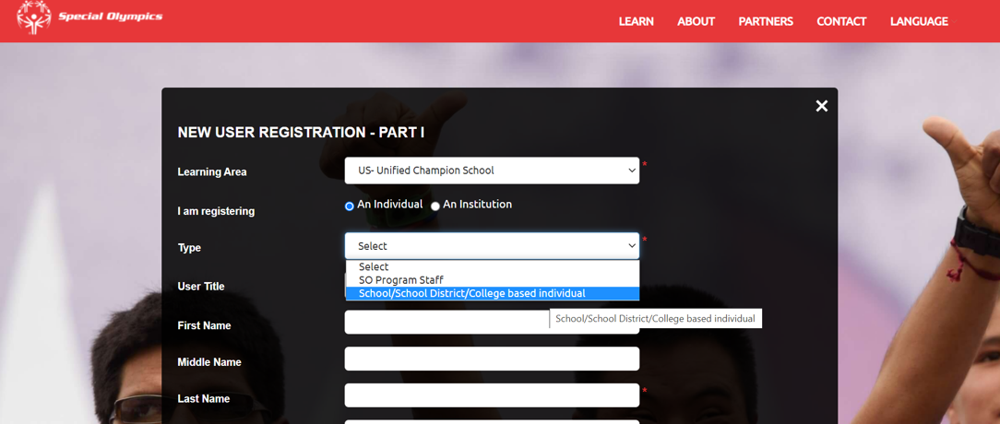 Special Olympics
LEARN ABOUT PARTNERS CONTACT LANGUAGE
NEW USER REGISTRATION - PART I
Learning Area
US- Unified Champion School
*
I am registering
An Individual
An Institution
Type
Select
*
Select
SO Program Staff
School/School District/College based individual
User Title
School/School District/College based individual
First Name
Middle Name
Last Name
*